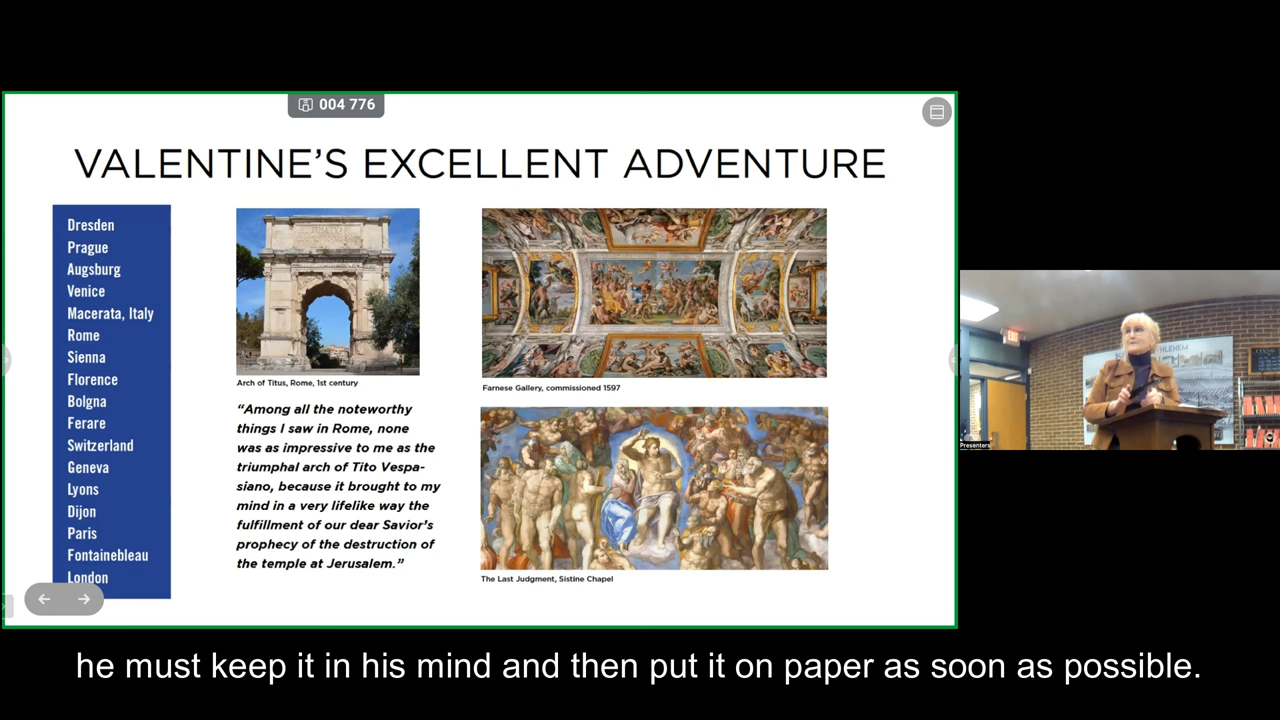 004 776
VALENTINE'S EXCELLENT ADVENTURE
Dresden
Prague
Augsburg
Venice
Macerata, Italy
Rome
Sienna
Florence
Bolgna
Ferare
Switzerland
Geneva
Lyons
Dijon
Paris
Fontainebleau
London
Arch of Titus, Rome, 1st century
"Among all the noteworthy
things I saw in Rome, none
was as impressive to me as the
triumphal arch of Tito Vespa-
siano, because it brought to my
mind in a very lifelike way the
fulfillment of our dear Savior's
prophecy of the destruction of
the temple at Jerusalem."
Farnese Gallery, commissioned 1597
The Last Judgment, Sistine Chapel
EXIT
HLEHEM
Presenters
he must keep it in his mind and then put it on paper as soon as possible.